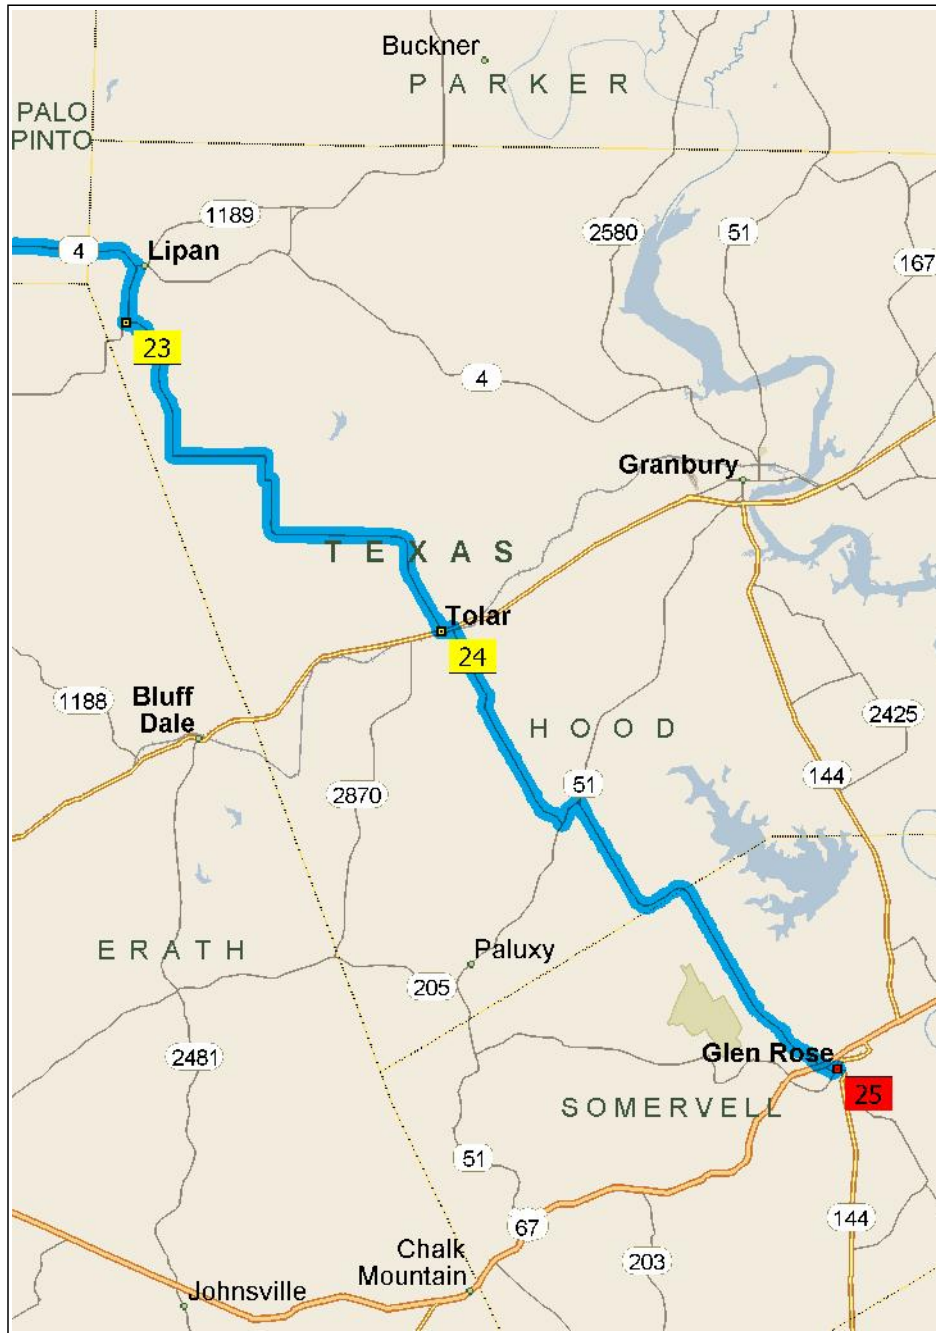 Buckner
PARKER
PALO
PINTO
1189
2580
51
4
Lipan
167
23
4
Granbury
TEXAS
Tolar
24
1188
Bluff
Dale
HOOD
2425
144
51
2870
ERATH
Paluxy
205
2481
Glen Rose
25
SOMERVELL
51
67
144
Chalk
Mountain
203
Johnsville